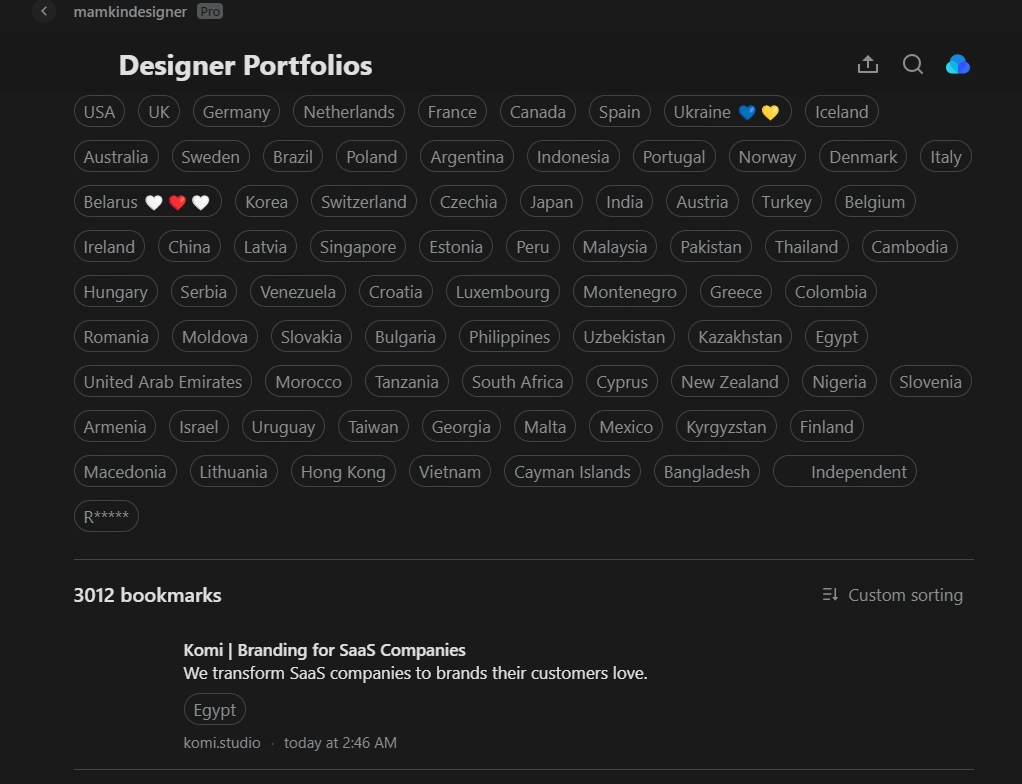 mamkindesigner Pro
Designer Portfolios
USA UK Germany Netherlands France Canada Spain Ukraine 💙 💛 Iceland
Australia Sweden Brazil Poland Argentina Indonesia Portugal Norway Denmark Italy
Belarus 🤍 ❤️ 🤍 Korea Switzerland Czechia Japan India Austria Turkey Belgium
Ireland China Latvia Singapore Estonia Peru Malaysia Pakistan Thailand Cambodia
Hungary Serbia Venezuela Croatia Luxembourg Montenegro Greece Colombia
Romania Moldova Slovakia Bulgaria Philippines Uzbekistan Kazakhstan Egypt
United Arab Emirates Morocco Tanzania South Africa Cyprus New Zealand Nigeria Slovenia
Armenia Israel Uruguay Taiwan Georgia Malta Mexico Kyrgyzstan Finland
Macedonia Lithuania Hong Kong Vietnam Cayman Islands Bangladesh Independent
R*****
3012 bookmarks Custom sorting
Komi | Branding for SaaS Companies
We transform SaaS companies to brands their customers love.
Egypt
komi.studio · today at 2:46 AM